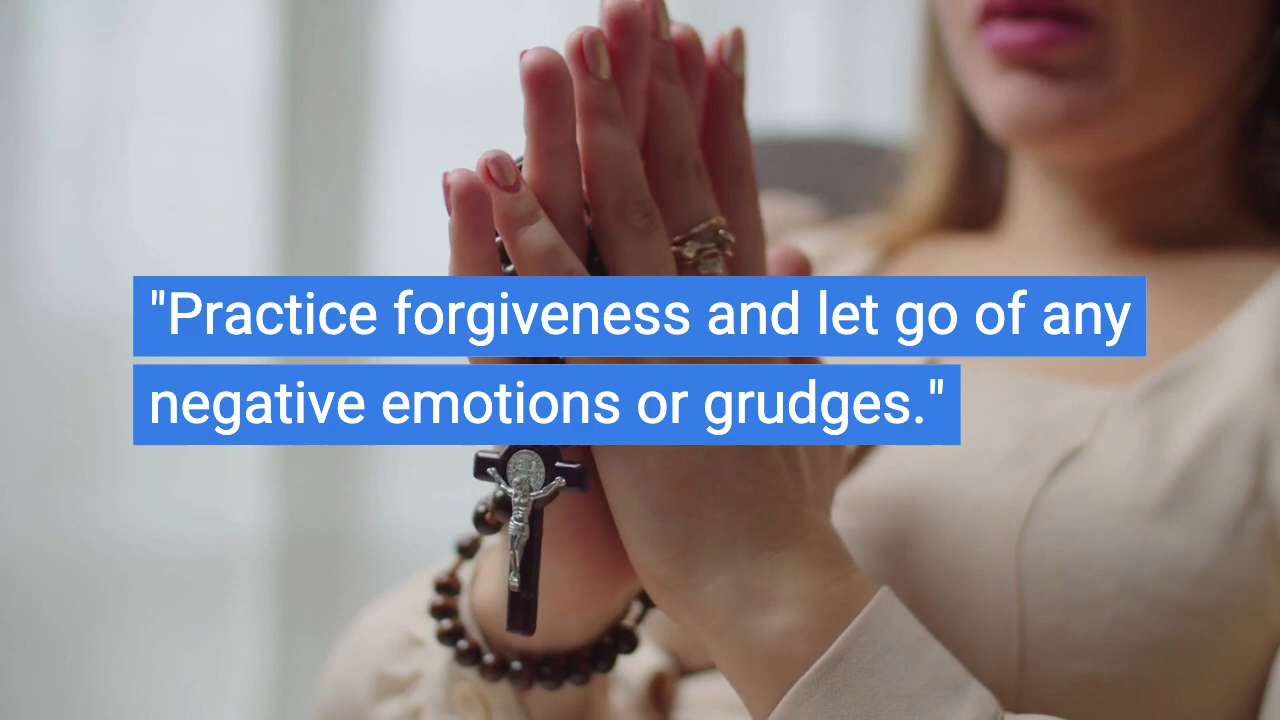 "Practice forgiveness and let go of any
negative emotions or grudges."